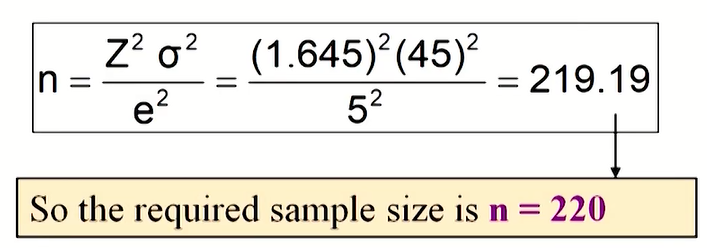 n = Z² σ² / e² = (1.645)² (45)² / 5² = 219.19
So the required sample size is n = 220